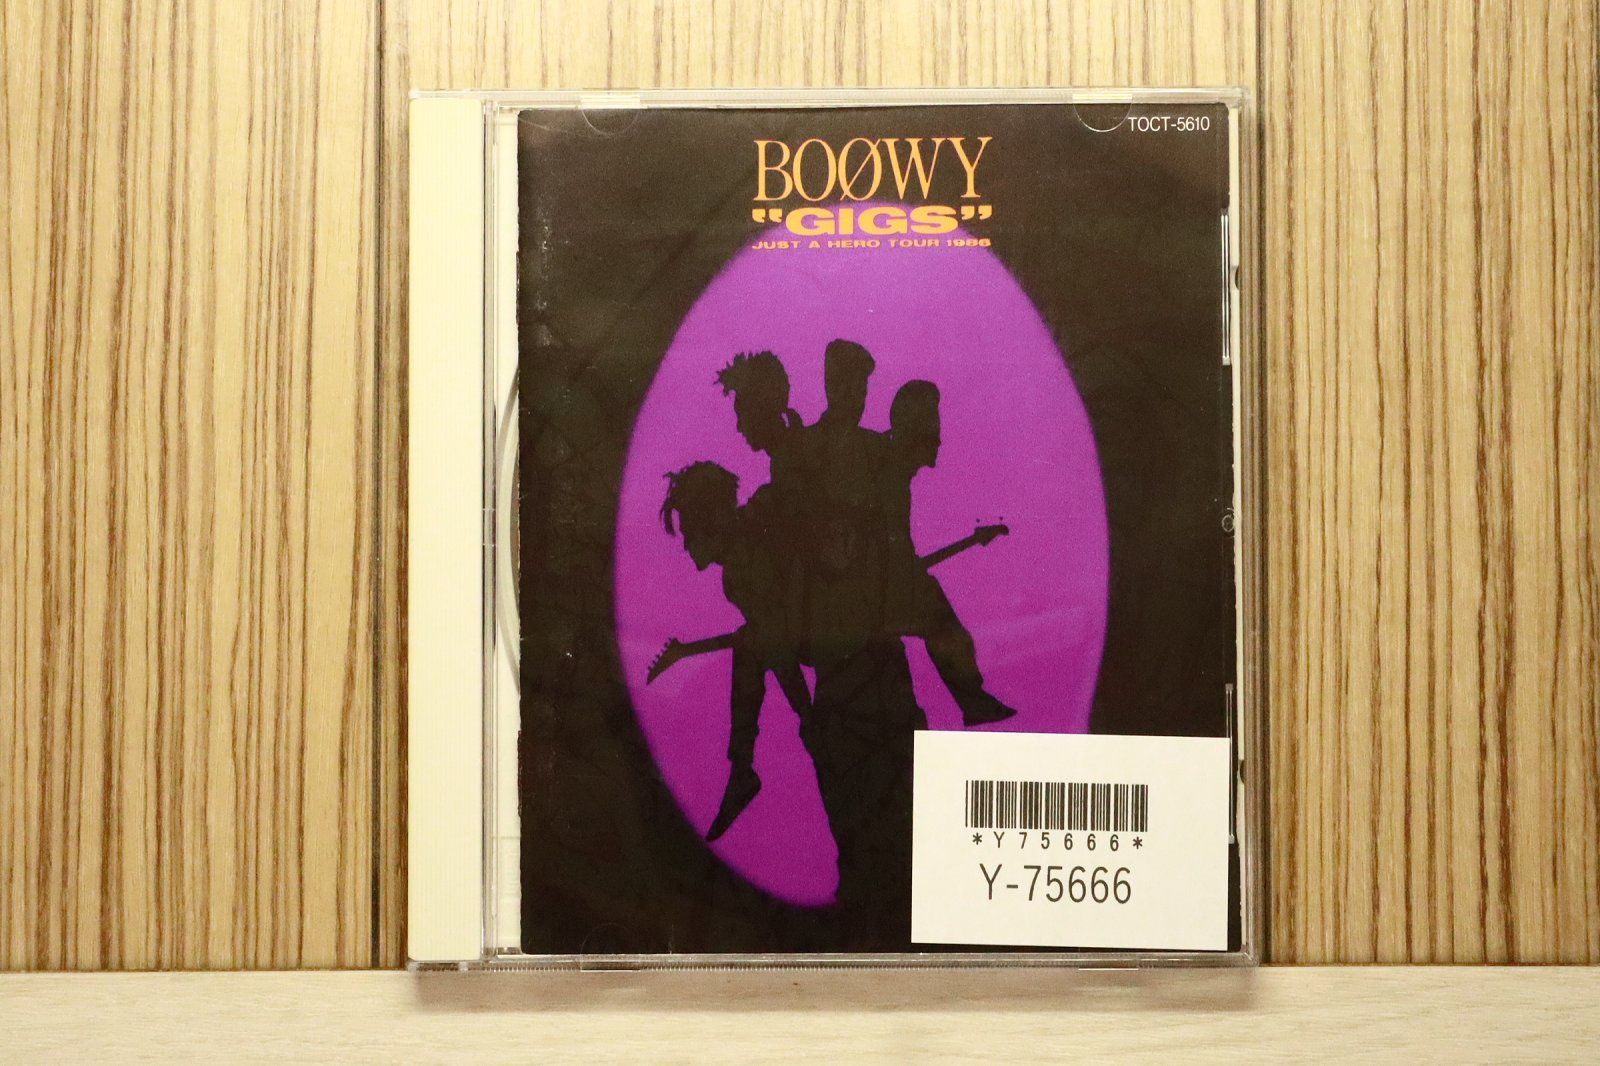 TOCT-5610
BOØWY
“GIGS”
JUST A HERO TOUR 1986
*Y75666*
Y-75666